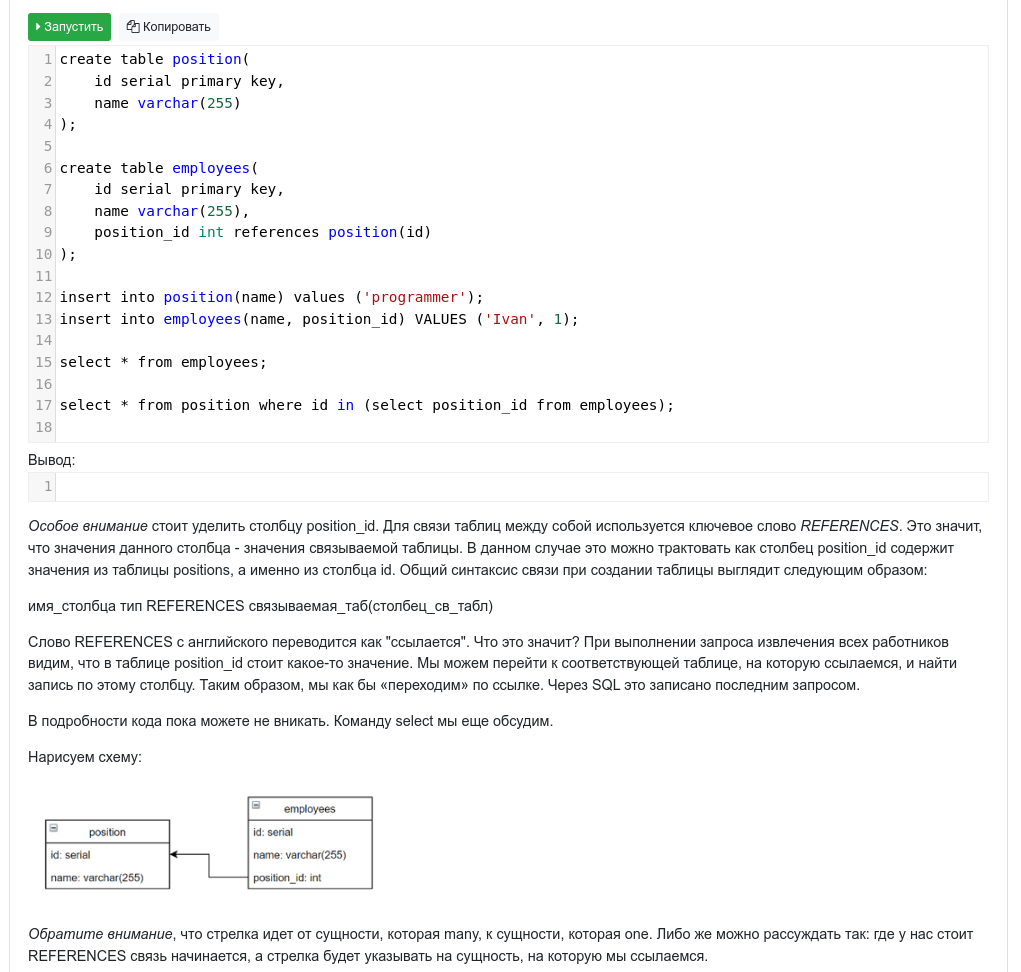 Запустить Копировать
1 create table position(
2     id serial primary key,
3     name varchar(255)
4 );
5
6 create table employees(
7     id serial primary key,
8     name varchar(255),
9     position_id int references position(id)
10 );
11
12 insert into position(name) values ('programmer');
13 insert into employees(name, position_id) VALUES ('Ivan', 1);
14
15 select * from employees;
16
17 select * from position where id in (select position_id from employees);
18
Вывод:
1
Особое внимание стоит уделить столбцу position_id. Для связи таблиц между собой используется ключевое слово REFERENCES. Это значит,
что значения данного столбца - значения связываемой таблицы. В данном случае это можно трактовать как столбец position_id содержит
значения из таблицы positions, а именно из столбца id. Общий синтаксис связи при создании таблицы выглядит следующим образом:
имя_столбца тип REFERENCES связываемая_таб(столбец_св_табл)
Слово REFERENCES с английского переводится как "ссылается". Что это значит? При выполнении запроса извлечения всех работников
видим, что в таблице position_id стоит какое-то значение. Мы можем перейти к соответствующей таблице, на которую ссылаемся, и найти
запись по этому столбцу. Таким образом, мы как бы «переходим» по ссылке. Через SQL это записано последним запросом.
В подробности кода пока можете не вникать. Команду select мы еще обсудим.
Нарисуем схему:
position
id: serial
name: varchar(255)
employees
id: serial
name: varchar(255)
position_id: int
Обратите внимание, что стрелка идет от сущности, которая many, к сущности, которая one. Либо же можно рассуждать так: где у нас стоит
REFERENCES связь начинается, а стрелка будет указывать на сущность, на которую мы ссылаемся.